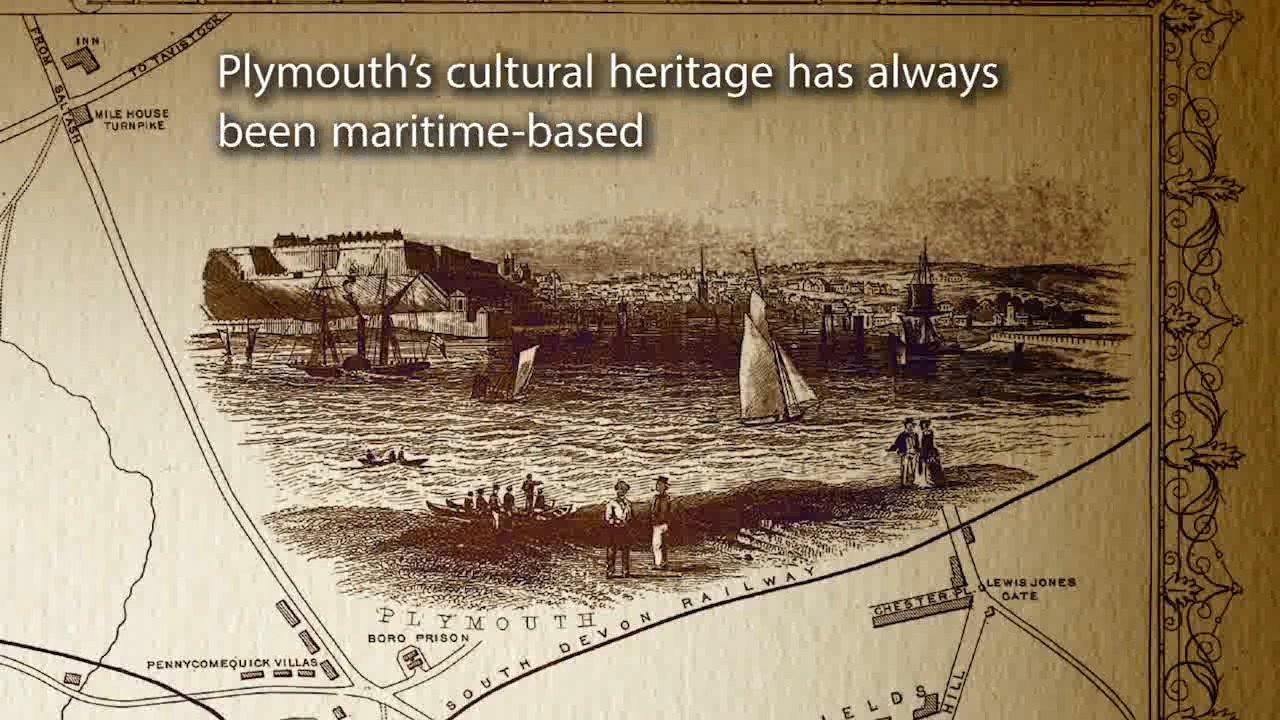 Plymouth's cultural heritage has always
been maritime-based
INN
FROM SALTASH
TO TAVISTOCK
MILE HOUSE
TURNPIKE
PLYMOUTH
BORO PRISON
SOUTH DEVON RAILWAY
PENNYCOMEQUICK VILLAS
LEWIS JONES
GATE
CHESTER PL.
HILL